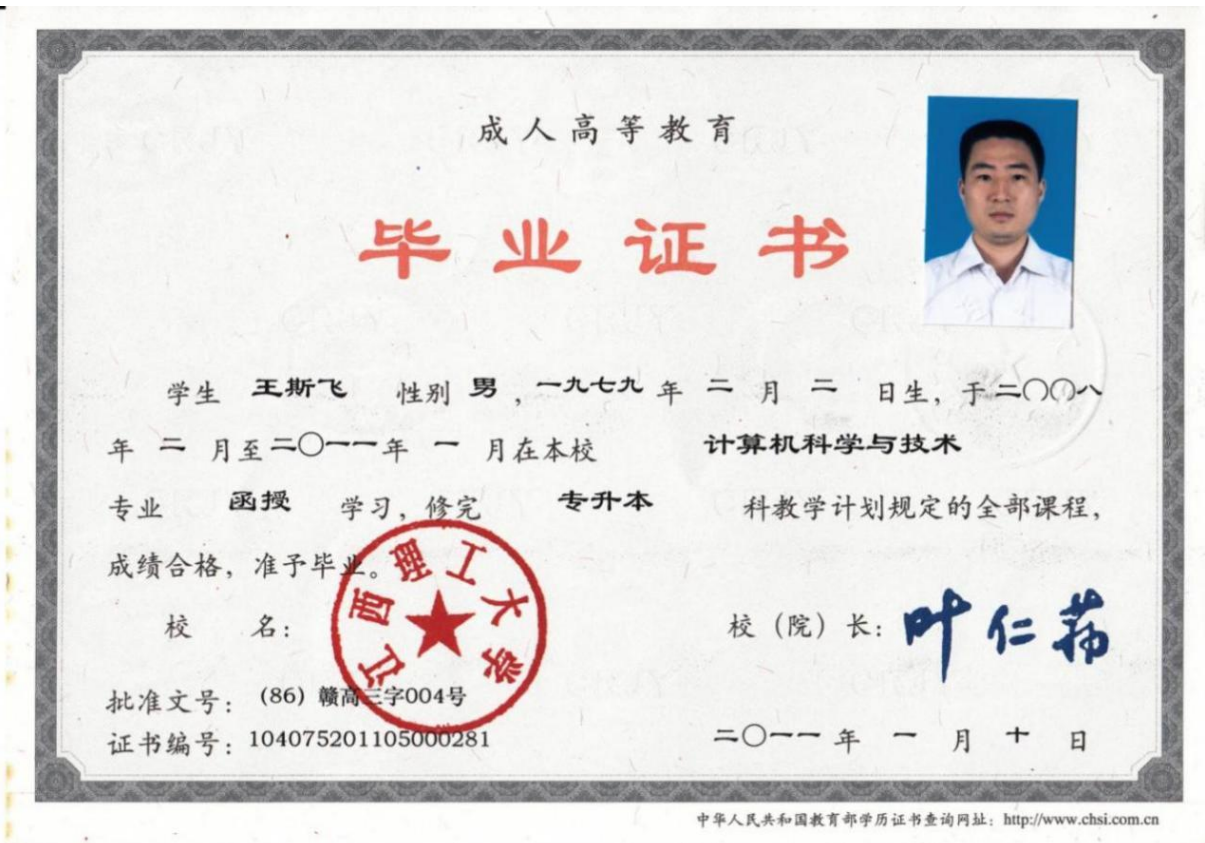 成人高等教育
毕业证书
学生 王斯飞 性别 男，一九七九 年 二 月 二 日生，于二〇〇八
年 二 月至二〇一一年 一 月在本校 计算机科学与技术
专业 函授 学习，修完 专升本 科教学计划规定的全部课程，
成绩合格，准予毕业。
江西理工大学
校 名： 校（院）长：叶仁荪
批准文号：(86) 赣高三字004号
证书编号：104075201105000281 二〇一一 年 一 月 十 日
中华人民共和国教育部学历证书查询网址：http://www.chsi.com.cn